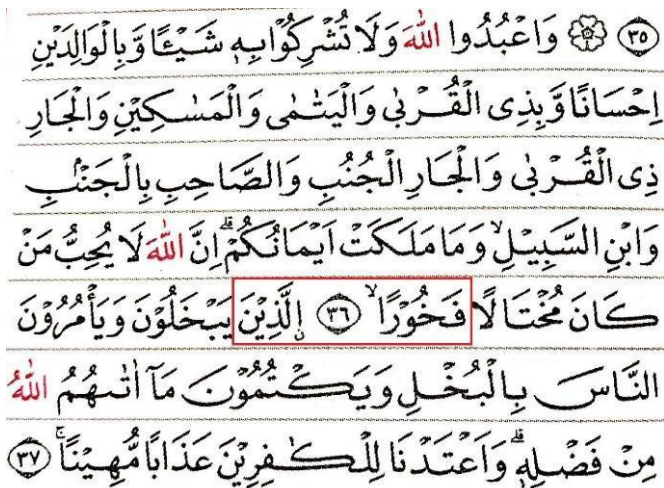 ﴿٣٥﴾ ۞ وَاعْبُدُوا اللّٰهَ وَلَا تُشْرِكُوْا بِهٖ شَيْـًٔا وَّبِالْوَالِدَيْنِ
اِحْسَانًا وَّبِذِى الْقُرْبٰى وَالْيَتٰمٰى وَالْمَسٰكِيْنِ وَالْجَارِ
ذِى الْقُرْبٰى وَالْجَارِ الْجُنُبِ وَالصَّاحِبِ بِالْجَنْۢبِ
وَابْنِ السَّبِيْلِۙ وَمَا مَلَكَتْ اَيْمَانُكُمْ ۗ اِنَّ اللّٰهَ لَا يُحِبُّ مَنْ
كَانَ مُخْتَالًا فَخُوْرًاۙ ﴿٣٦﴾ اۨلَّذِيْنَ يَبْخَلُوْنَ وَيَأْمُرُوْنَ
النَّاسَ بِالْبُخْلِ وَيَكْتُمُوْنَ مَآ اٰتٰىهُمُ اللّٰهُ
مِنْ فَضْلِهٖ ۗ وَاَعْتَدْنَا لِلْكٰفِرِيْنَ عَذَابًا مُّهِيْنًاۚ ﴿٣٧﴾